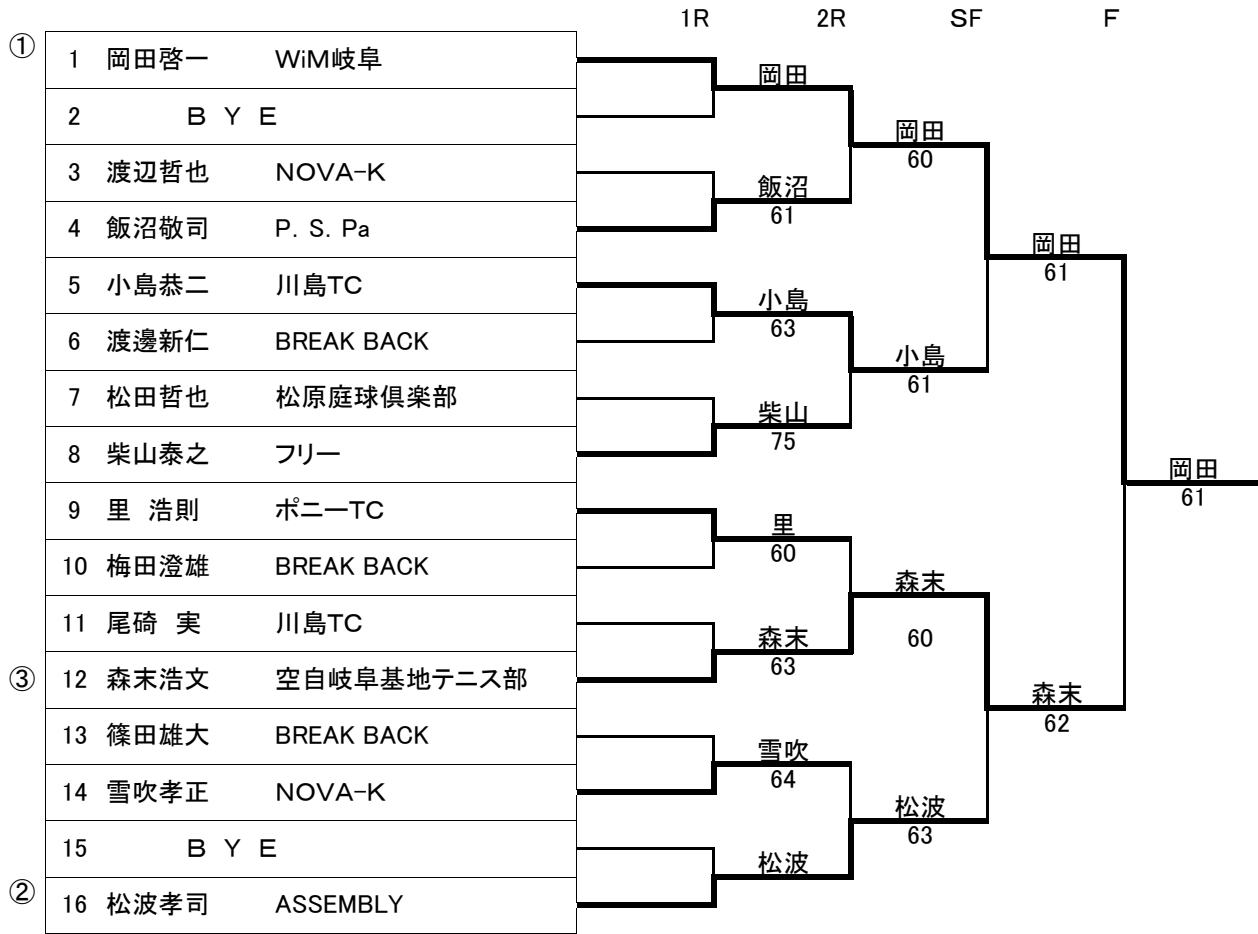 1R 2R SF F
① 1 岡田啓一 WiM岐阜
岡田
2 B Y E
岡田
60
3 渡辺哲也 NOVA-K
飯沼
61
4 飯沼敬司 P. S. Pa
岡田
61
5 小島恭二 川島TC
小島
63
6 渡邊新仁 BREAK BACK
小島
61
7 松田哲也 松原庭球倶楽部
柴山
75
8 柴山泰之 フリー
岡田
61
9 里 浩則 ポニーTC
里
60
10 梅田澄雄 BREAK BACK
森末
60
11 尾碕 実 川島TC
森末
63
③ 12 森末浩文 空自岐阜基地テニス部
森末
62
13 篠田雄大 BREAK BACK
雪吹
64
14 雪吹孝正 NOVA-K
松波
63
15 B Y E
松波
② 16 松波孝司 ASSEMBLY